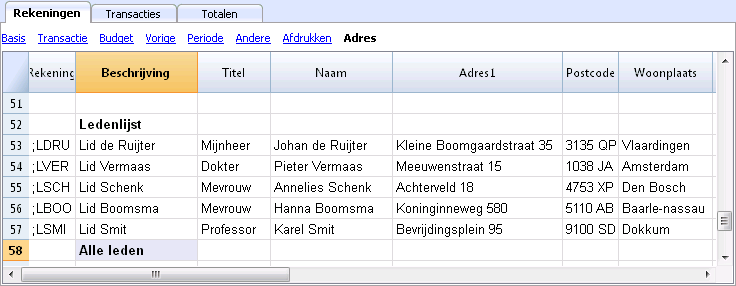 Rekeningen Transacties Totalen
Basis Transactie Budget Vorige Periode Andere Afdrukken Adres
Rekening Beschrijving Titel Naam Adres1 Postcode Woonplaats
51
52 Ledenlijst
53 ;LDRU Lid de Ruijter Mijnheer Johan de Ruijter Kleine Boomgaardstraat 35 3135 QP Vlaardingen
54 ;LVER Lid Vermaas Dokter Pieter Vermaas Meeuwenstraat 15 1038 JA Amsterdam
55 ;LSCH Lid Schenk Mevrouw Annelies Schenk Achterveld 18 4753 XP Den Bosch
56 ;LBOO Lid Boomsma Mevrouw Hanna Boomsma Koninginneweg 580 5110 AB Baarle-nassau
57 ;LSMI Lid Smit Professor Karel Smit Bevrijdingsplein 95 9100 SD Dokkum
58 Alle leden